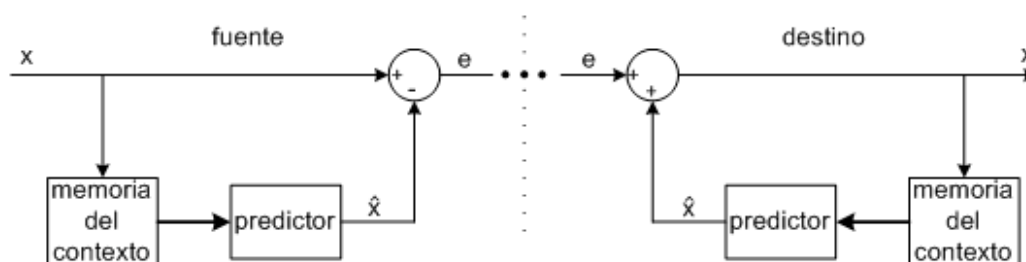 fuente
destino
x
e
e
x
+
-
+
+
memoria
del
contexto
predictor
x̂
x̂
predictor
memoria
del
contexto